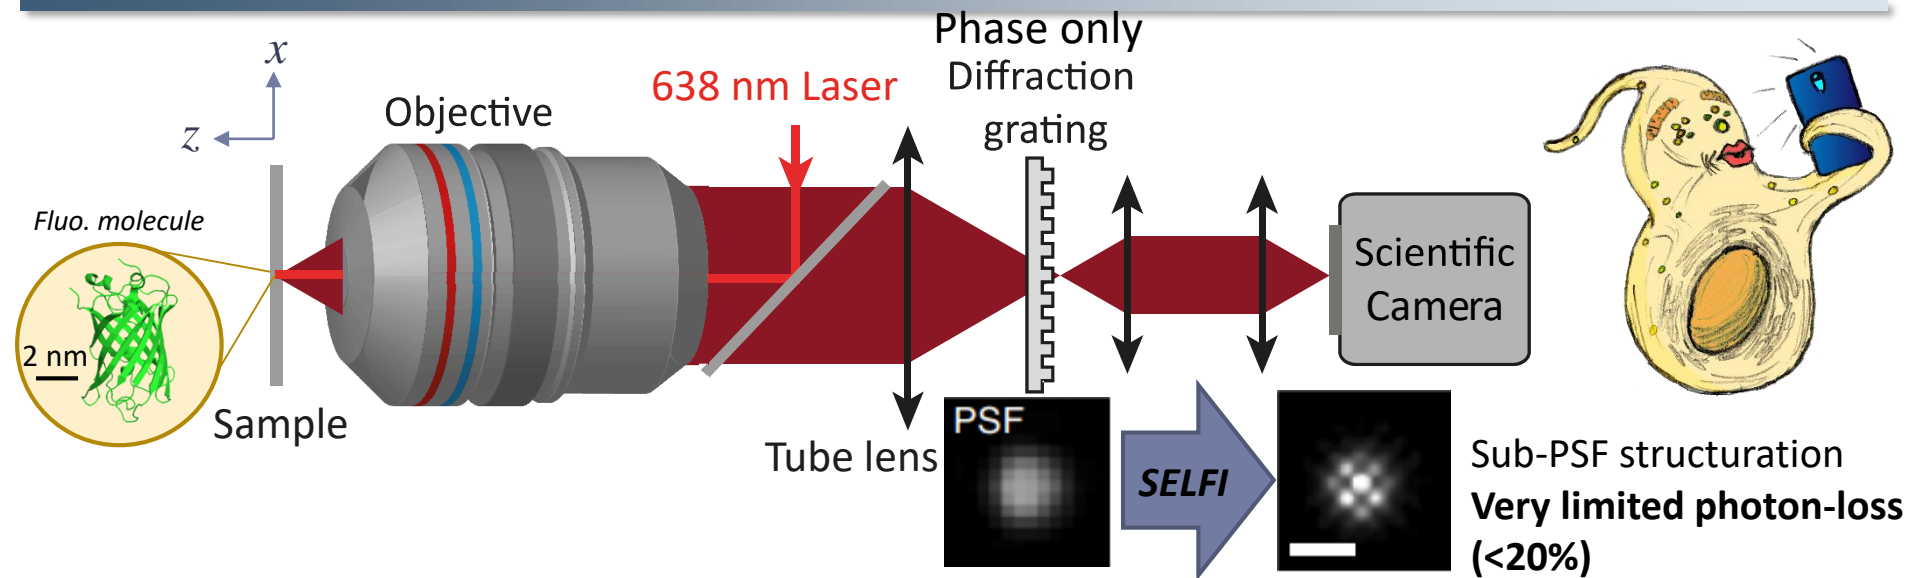 x
z
Objective
638 nm Laser
Phase only
Diffraction
grating
Fluo. molecule
2 nm
Sample
Tube lens
Scientific
Camera
PSF
SELFI
Sub-PSF structuration
Very limited photon-loss
(<20%)